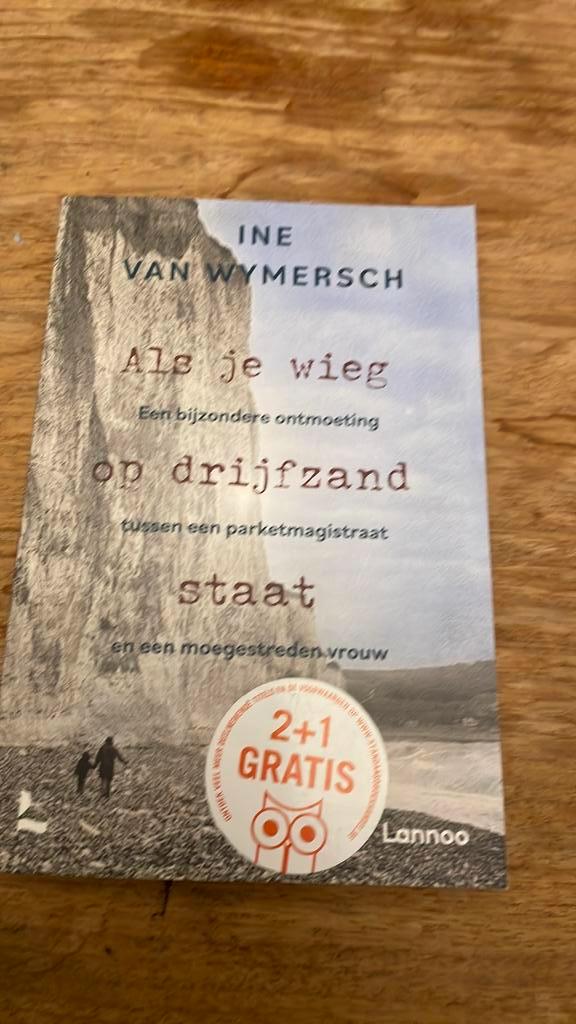 INE
VAN WYMERSCH
Als je wieg
Een bijzondere ontmoeting
op drijfzand
tussen een parketmagistraat
staat
en een moegestreden vrouw
2+1
GRATIS
Lannoo